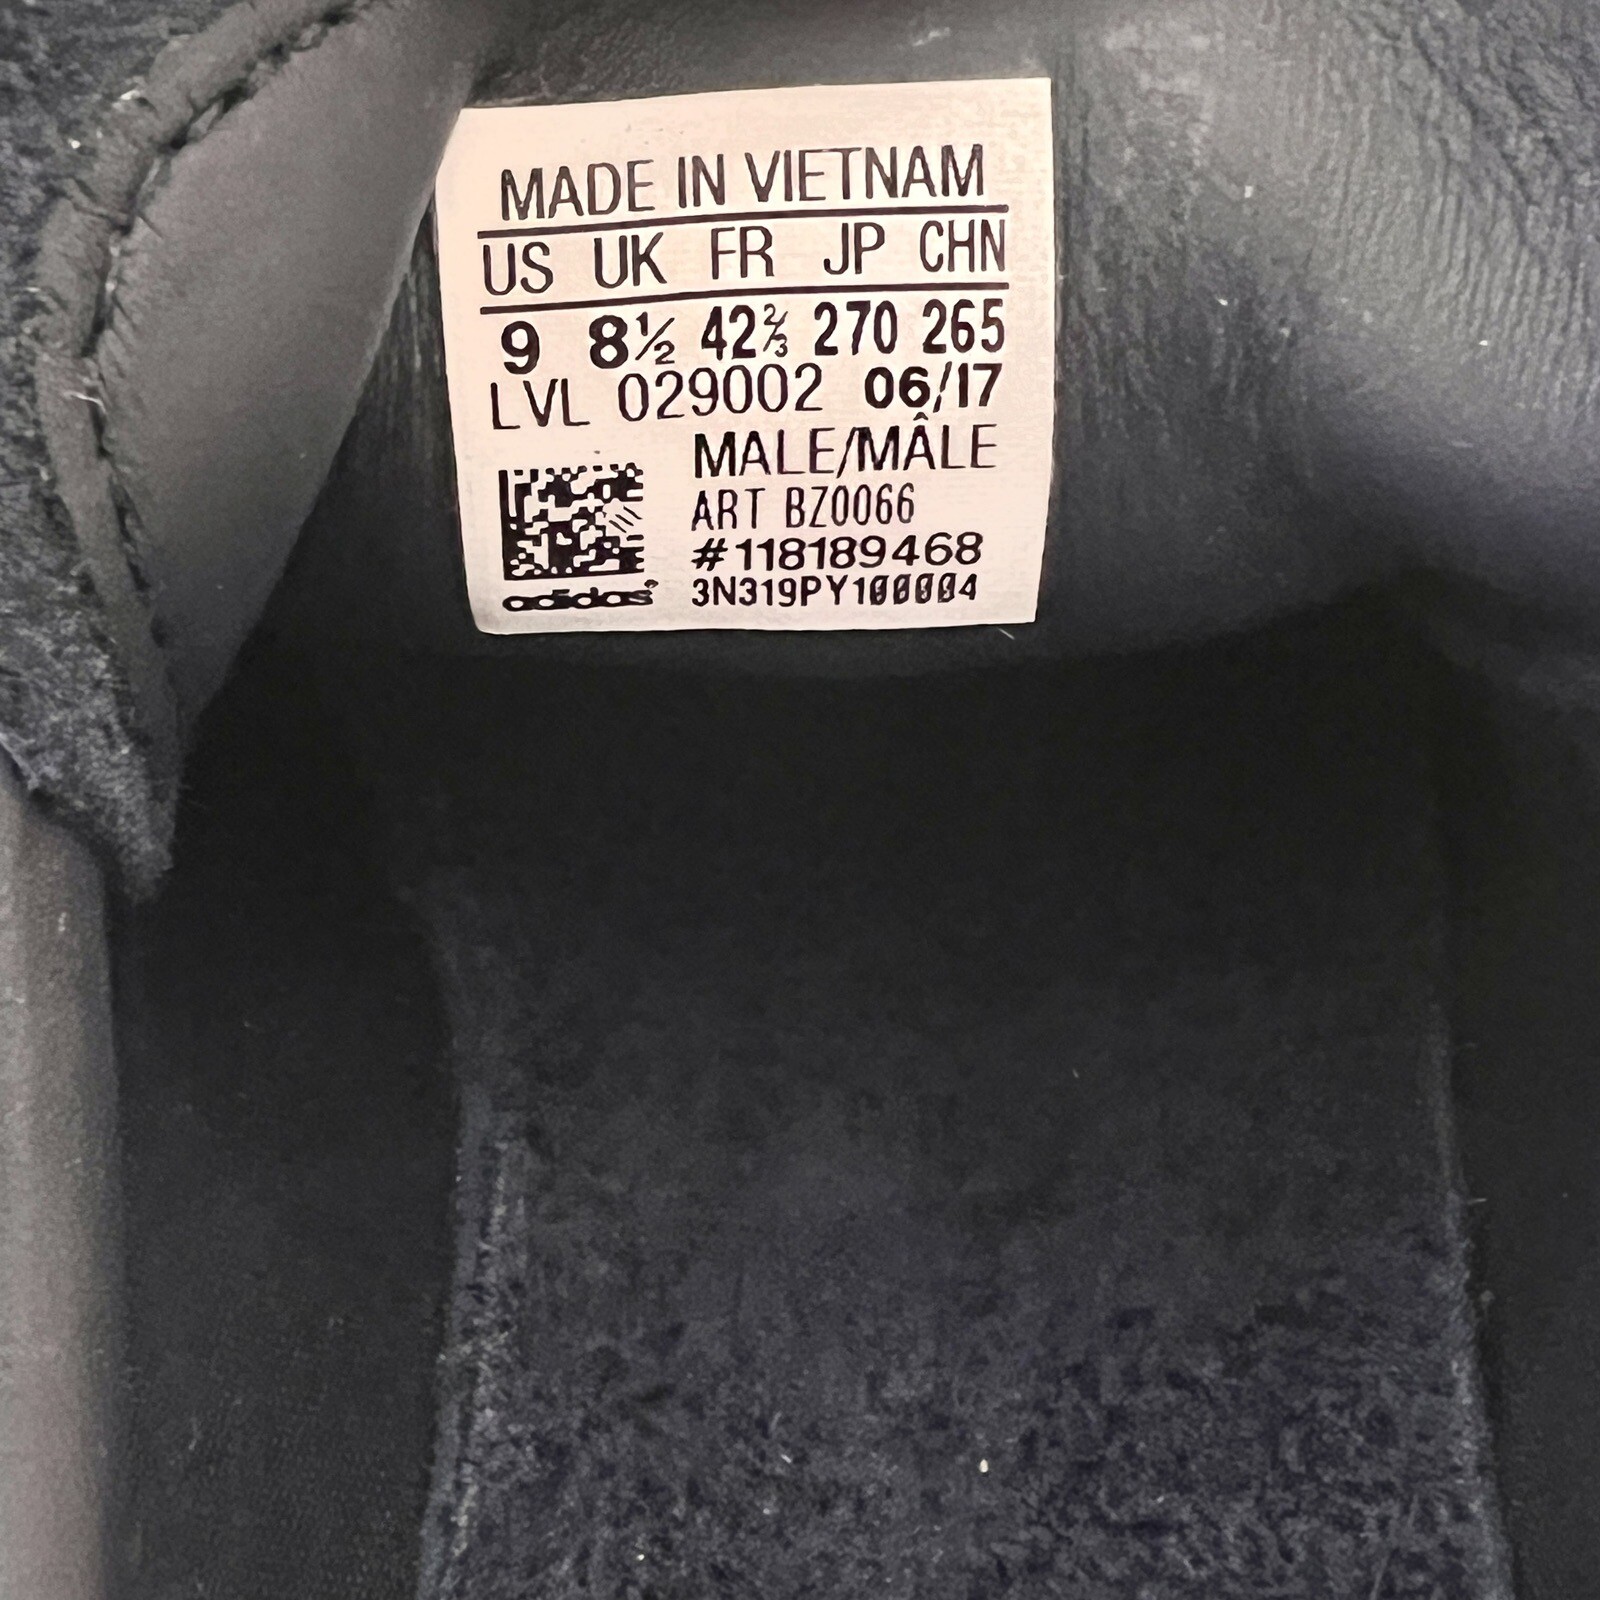 MADE IN VIETNAM
US UK FR JP CHN
9 8½ 42⅔ 270 265
LVL 029002 06/17
MALE/MÂLE
ART BZ0066
#118189468
adidas 3N319PY100004